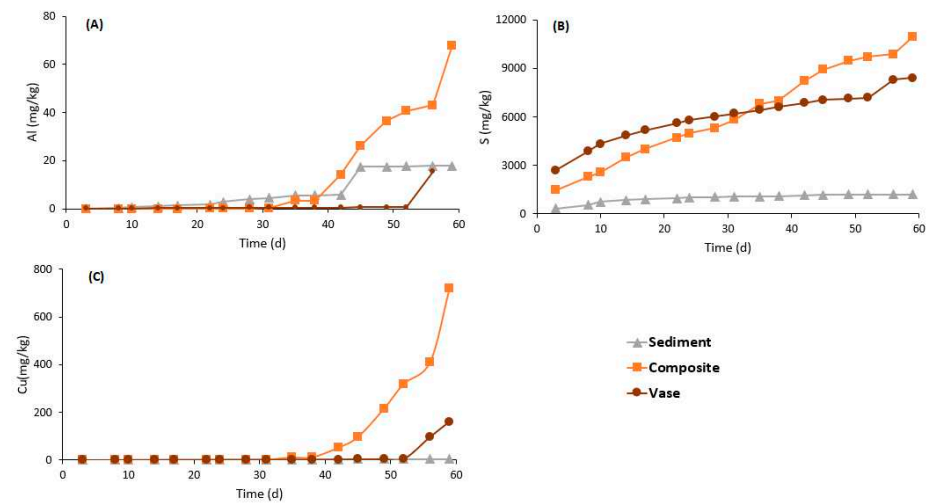 (A)
Al (mg/kg)
80
60
40
20
0
0 10 20 30 40 50 60
Time (d)
(B)
S (mg/kg)
12000
9000
6000
3000
0
0 10 20 30 40 50 60
Time (d)
(C)
Cu(mg/kg)
800
600
400
200
0
0 10 20 30 40 50 60
Time (d)
Sediment
Composite
Vase